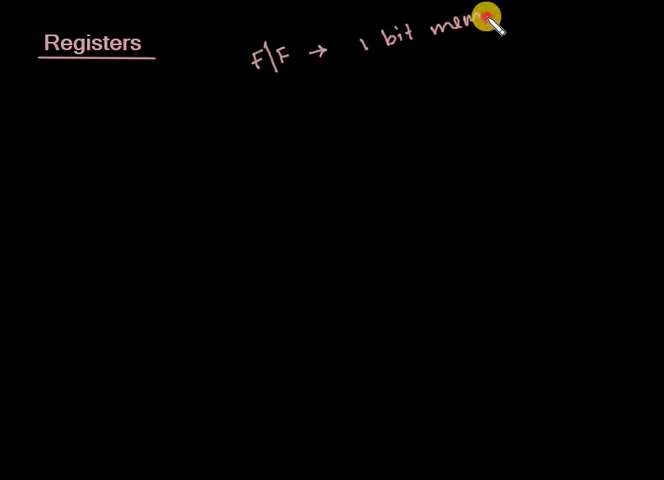 Registers
F/F → 1 bit mem